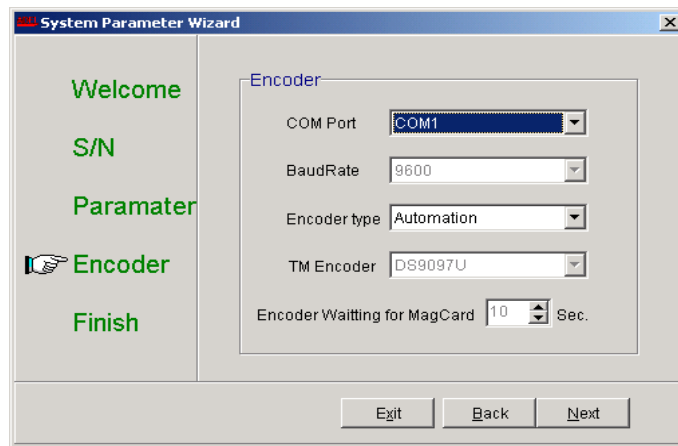 System Parameter Wizard
Welcome
S/N
Paramater
Encoder
Finish
Encoder
COM Port COM1
BaudRate 9600
Encoder type Automation
TM Encoder DS9097U
Encoder Waitting for MagCard 10 Sec.
Exit Back Next